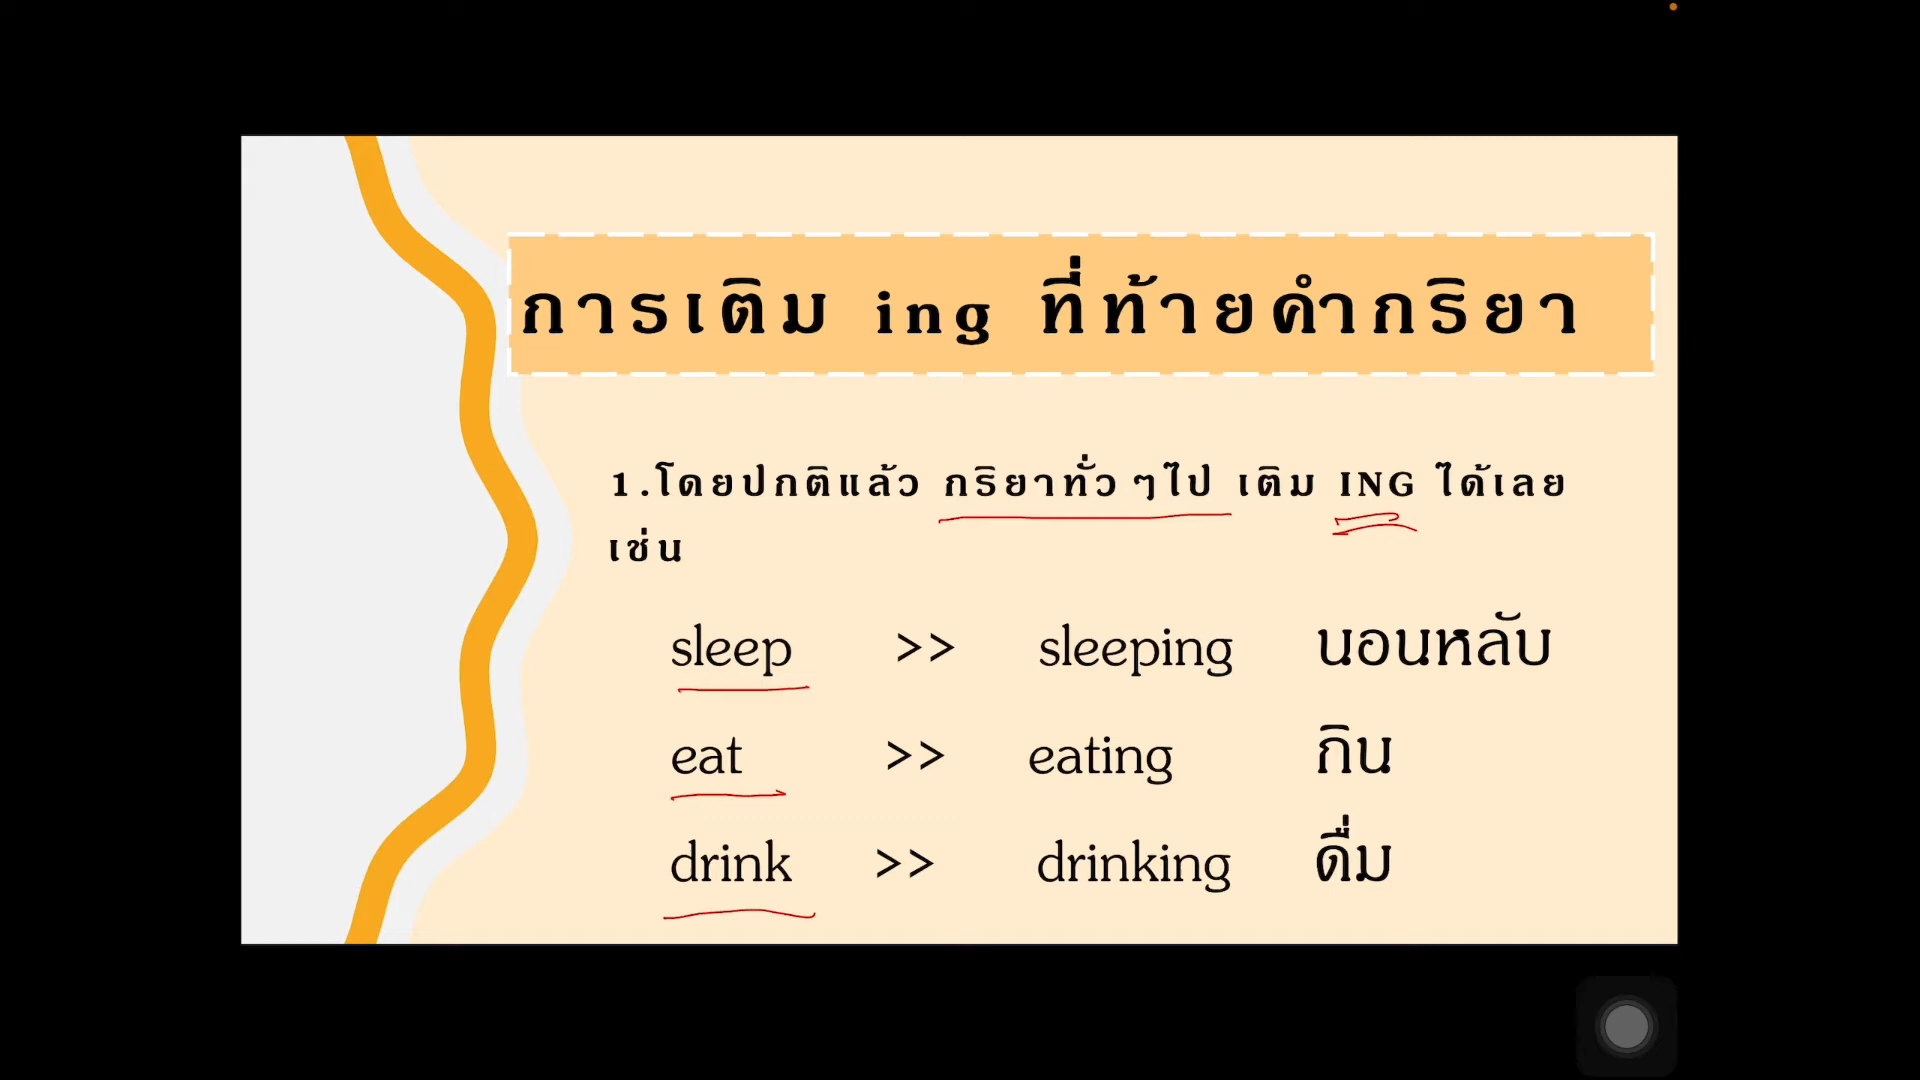 การเติม ing ที่ท้ายคำกริยา
1.โดยปกติแล้ว กริยาทั่วๆไป เติม ING ได้เลย
เช่น
sleep >> sleeping นอนหลับ
eat >> eating กิน
drink >> drinking ดื่ม